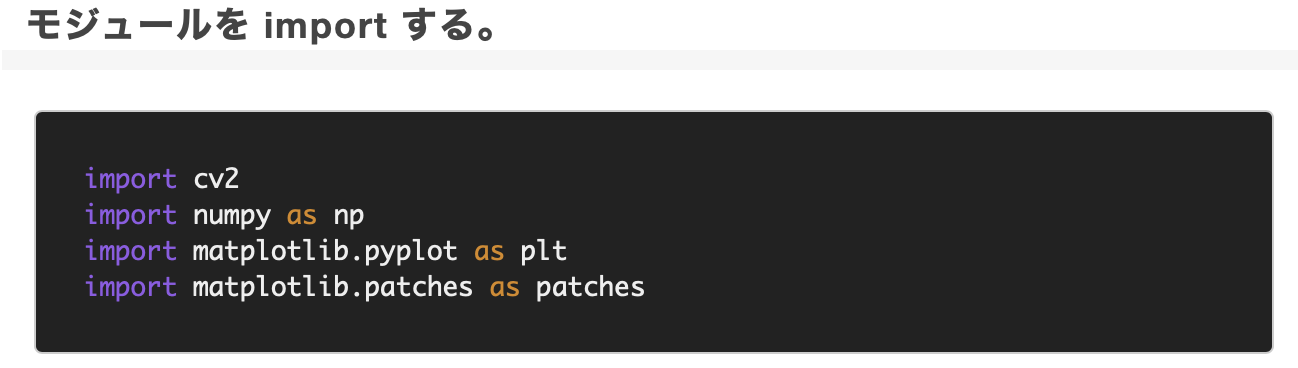 モジュールを import する。
import cv2
import numpy as np
import matplotlib.pyplot as plt
import matplotlib.patches as patches